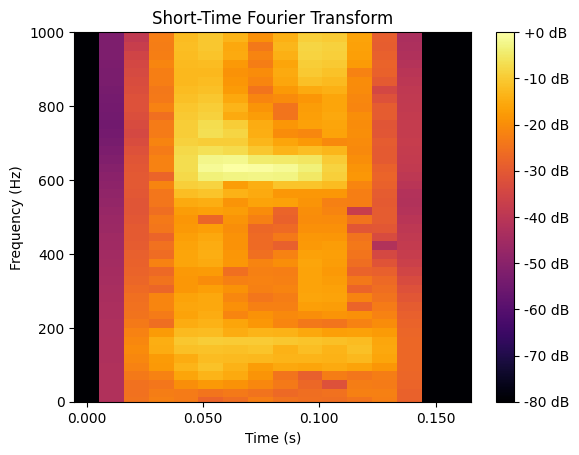 Short-Time Fourier Transform
1000
800
600
400
200
0
Frequency (Hz)
0.000
0.050
0.100
0.150
Time (s)
+0 dB
-10 dB
-20 dB
-30 dB
-40 dB
-50 dB
-60 dB
-70 dB
-80 dB